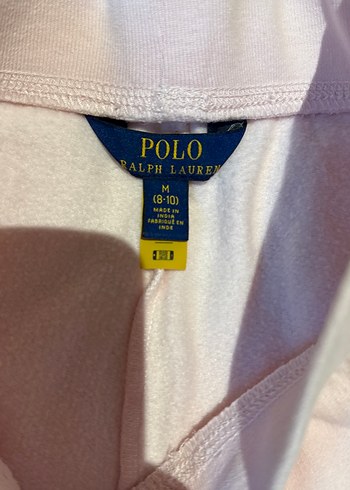 POLO
RALPH LAUREN
M
(8-10)
MADE IN
INDIA
FABRIQUÉ EN
INDE